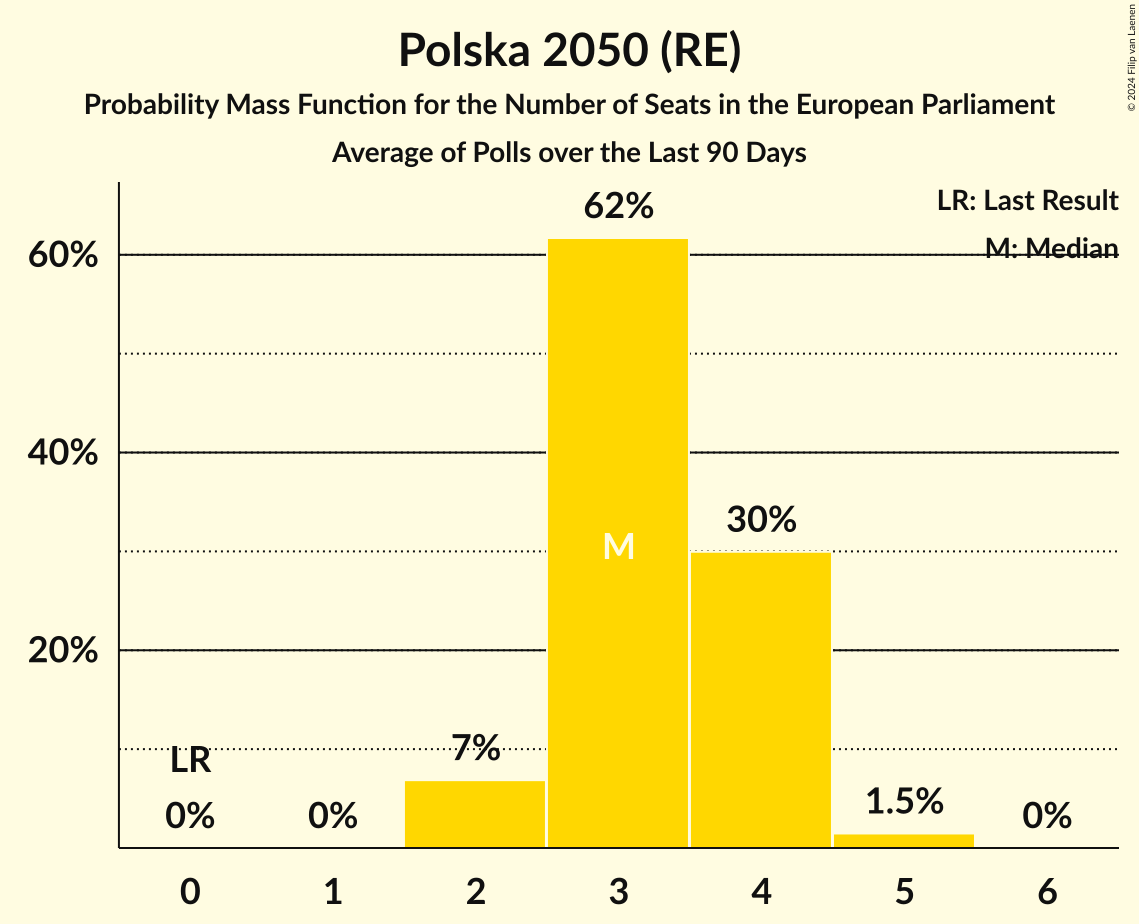 Polska 2050 (RE)
Probability Mass Function for the Number of Seats in the European Parliament
Average of Polls over the Last 90 Days
© 2024 Filip van Laenen
LR: Last Result
M: Median
62%
60%
40%
30%
M
20%
7%
LR
1.5%
0%
0%
0%
0 1 2 3 4 5 6